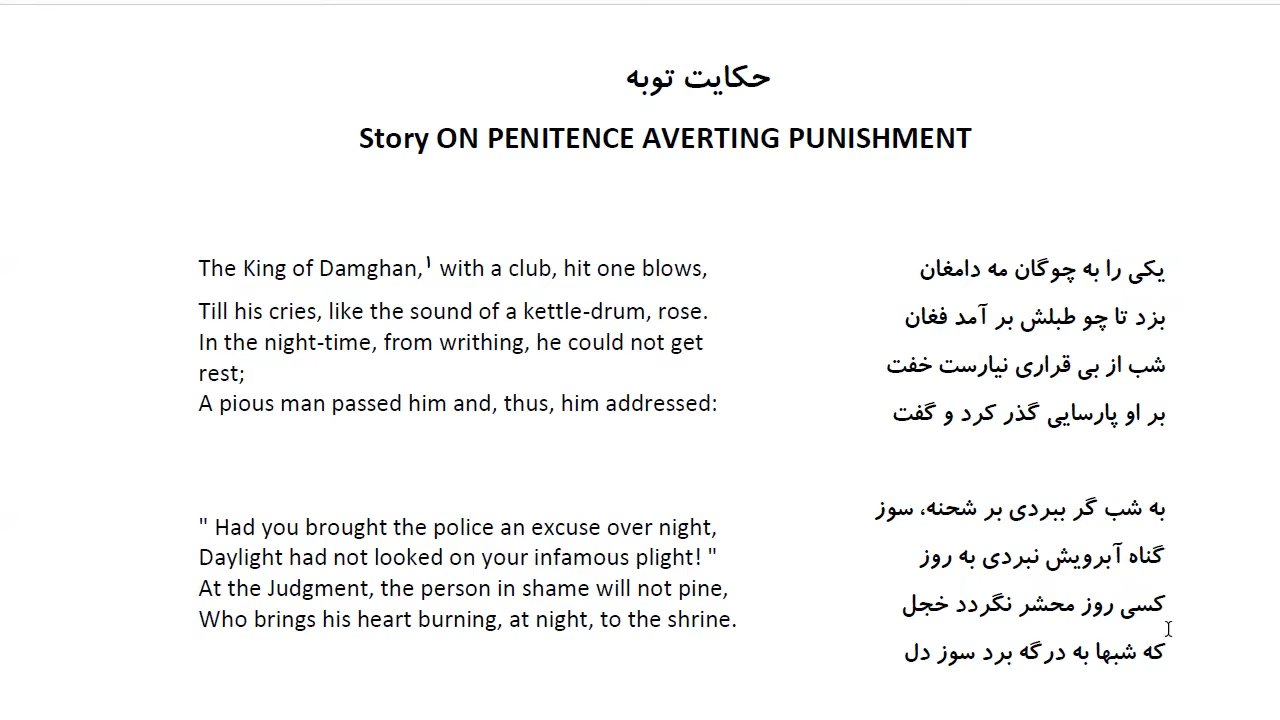 حکایت توبه
Story ON PENITENCE AVERTING PUNISHMENT
The King of Damghan,۱ with a club, hit one blows,
Till his cries, like the sound of a kettle-drum, rose.
In the night-time, from writhing, he could not get
rest;
A pious man passed him and, thus, him addressed:
" Had you brought the police an excuse over night,
Daylight had not looked on your infamous plight! "
At the Judgment, the person in shame will not pine,
Who brings his heart burning, at night, to the shrine.
یکی را به چوگان مه دامغان
بزد تا چو طبلش بر آمد فغان
شب از بی قراری نیارست خفت
بر او پارسایی گذر کرد و گفت
به شب گر ببردی بر شحنه، سوز
گناه آبرویش نبردی به روز
کسی روز محشر نگردد خجل
که شبها به درگه برد سوز دل